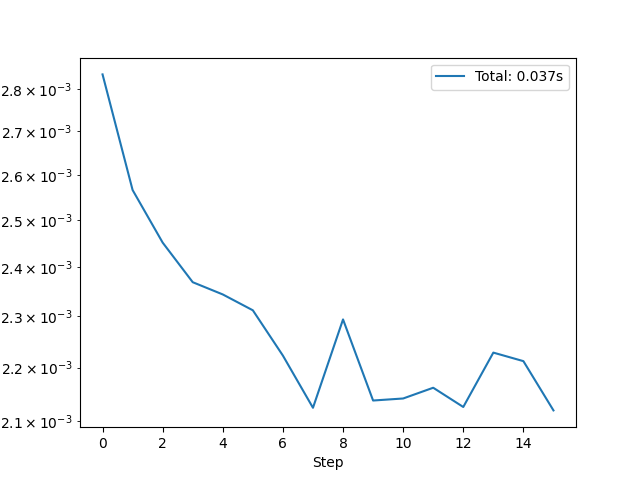 Total: 0.037s
2.8 × 10⁻³
2.7 × 10⁻³
2.6 × 10⁻³
2.5 × 10⁻³
2.4 × 10⁻³
2.3 × 10⁻³
2.2 × 10⁻³
2.1 × 10⁻³
0 2 4 6 8 10 12 14
Step